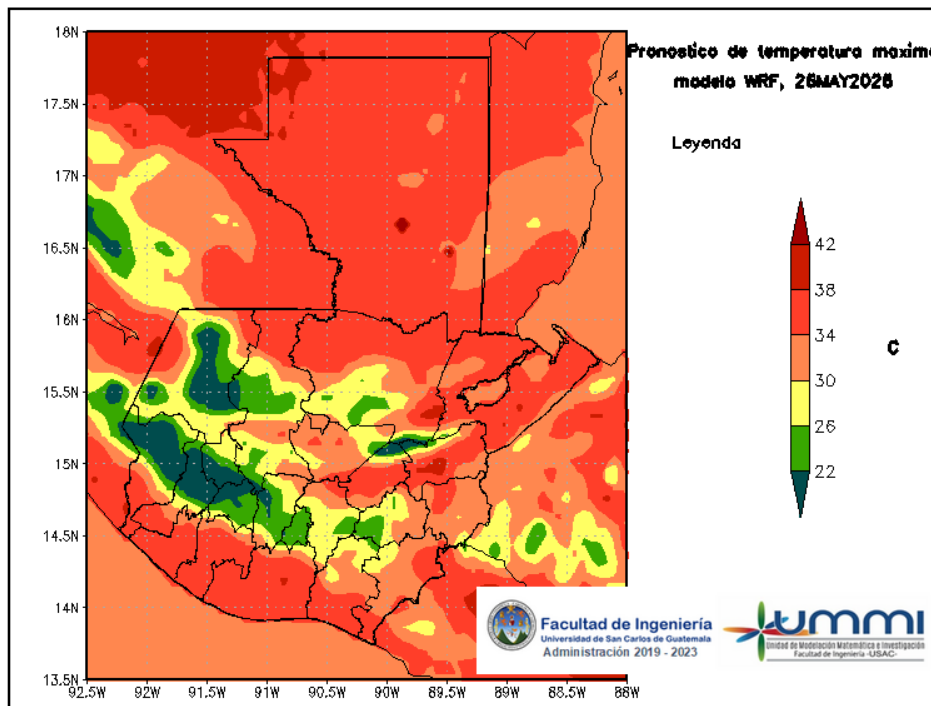 Pronostico de temperatura maxima
modelo WRF, 26MAY2026
Leyenda
42
38
34
30
26
22
C
18N
17.5N
17N
16.5N
16N
15.5N
15N
14.5N
14N
13.5N
92.5W 92W 91.5W 91W 90.5W 90W 89.5W 89W 88.5W 88W
Facultad de Ingeniería
Universidad de San Carlos de Guatemala
Administración 2019 - 2023
UMMI
Unidad de Modelación Matemática e Investigación
Facultad de Ingeniería -USAC-